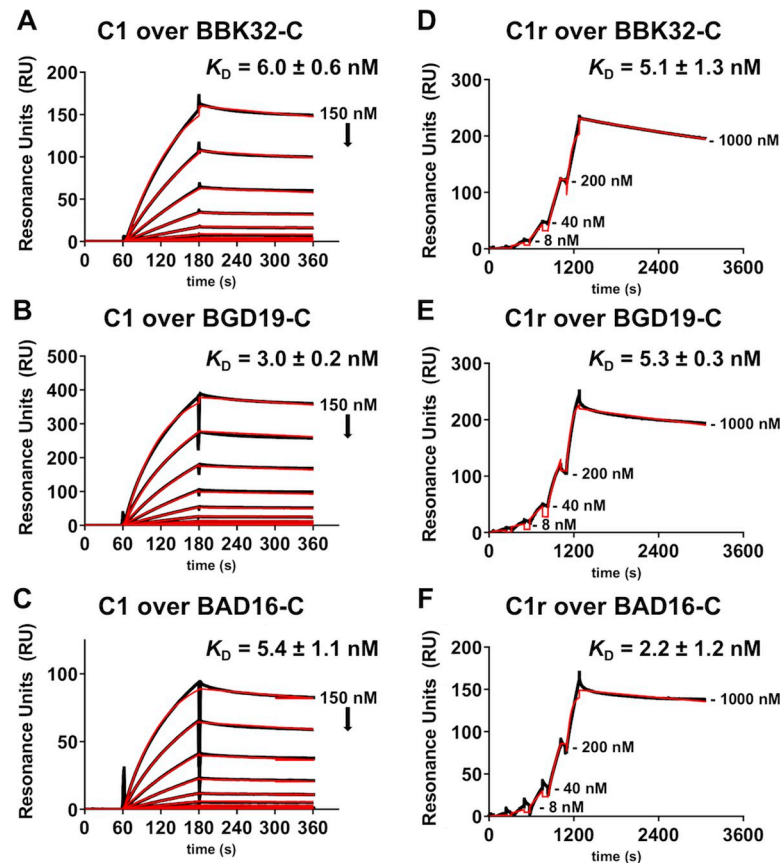 A
C1 over BBK32-C
K_D = 6.0 ± 0.6 nM
Resonance Units (RU)
200
150
100
50
0
150 nM
0 60 120 180 240 300 360
time (s)
B
C1 over BGD19-C
K_D = 3.0 ± 0.2 nM
Resonance Units (RU)
500
400
300
200
100
0
150 nM
0 60 120 180 240 300 360
time (s)
C
C1 over BAD16-C
K_D = 5.4 ± 1.1 nM
Resonance Units (RU)
100
50
0
150 nM
0 60 120 180 240 300 360
time (s)
D
C1r over BBK32-C
K_D = 5.1 ± 1.3 nM
Resonance Units (RU)
300
200
100
0
- 1000 nM
- 200 nM
- 40 nM
- 8 nM
0 1200 2400 3600
time (s)
E
C1r over BGD19-C
K_D = 5.3 ± 0.3 nM
Resonance Units (RU)
300
200
100
0
- 1000 nM
- 200 nM
- 40 nM
- 8 nM
0 1200 2400 3600
time (s)
F
C1r over BAD16-C
K_D = 2.2 ± 1.2 nM
Resonance Units (RU)
200
150
100
50
0
- 1000 nM
- 200 nM
- 40 nM
- 8 nM
0 1200 2400 3600
time (s)